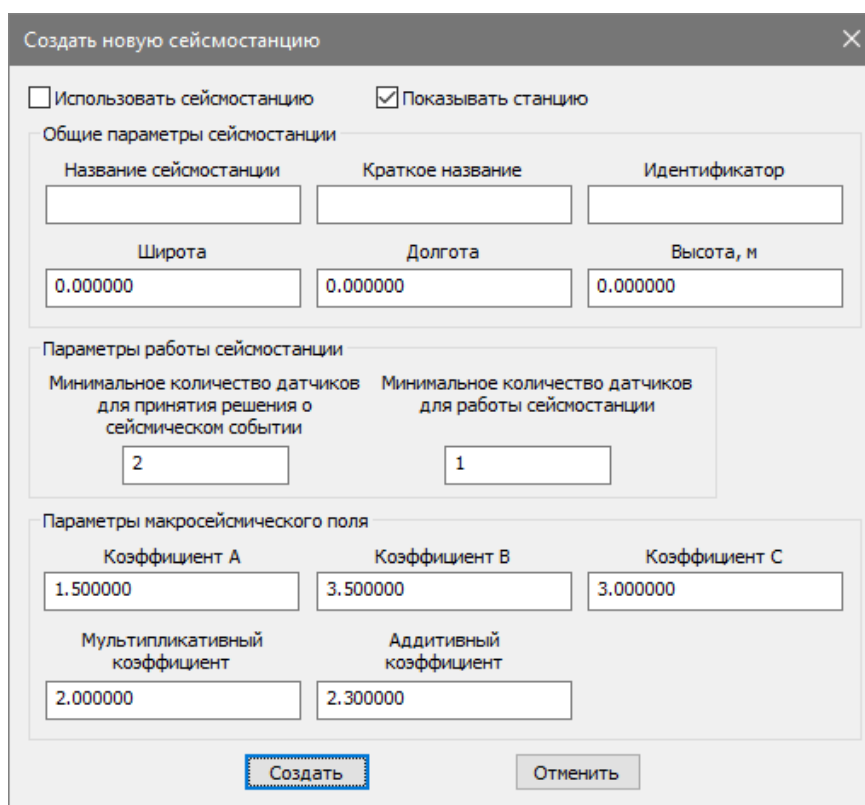 Создать новую сейсмостанцию
Использовать сейсмостанцию Показывать станцию
Общие параметры сейсмостанции
Название сейсмостанции Краткое название Идентификатор
Широта Долгота Высота, м
0.000000 0.000000 0.000000
Параметры работы сейсмостанции
Минимальное количество датчиков
для принятия решения о
сейсмическом событии
Минимальное количество датчиков
для работы сейсмостанции
2 1
Параметры макросейсмического поля
Коэффициент A Коэффициент B Коэффициент C
1.500000 3.500000 3.000000
Мультипликативный
коэффициент
Аддитивный
коэффициент
2.000000 2.300000
Создать Отменить